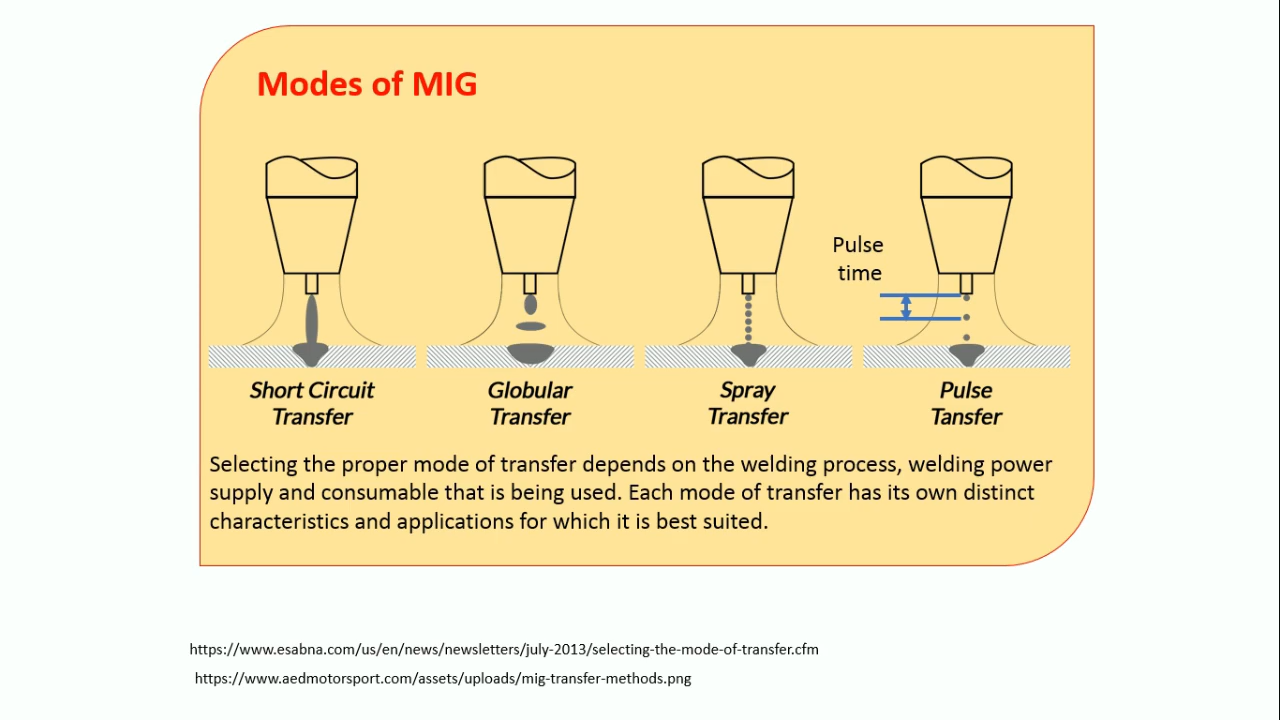 Modes of MIG
Pulse
time
Short Circuit
Transfer
Globular
Transfer
Spray
Transfer
Pulse
Tansfer
Selecting the proper mode of transfer depends on the welding process, welding power
supply and consumable that is being used. Each mode of transfer has its own distinct
characteristics and applications for which it is best suited.
https://www.esabna.com/us/en/news/newsletters/july-2013/selecting-the-mode-of-transfer.cfm
https://www.aedmotorsport.com/assets/uploads/mig-transfer-methods.png